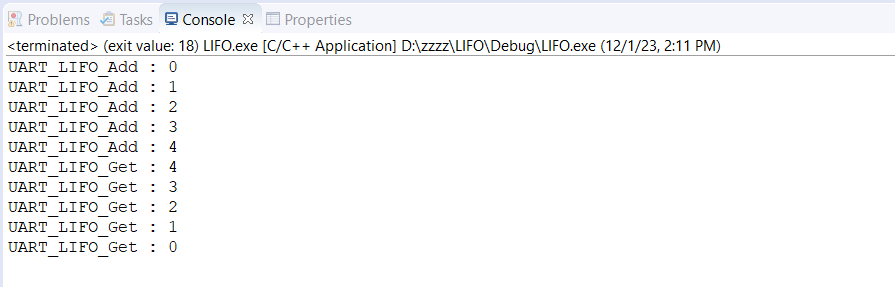 Problems Tasks Console Properties
<terminated> (exit value: 18) LIFO.exe [C/C++ Application] D:\zzzz\LIFO\Debug\LIFO.exe (12/1/23, 2:11 PM)
UART_LIFO_Add : 0
UART_LIFO_Add : 1
UART_LIFO_Add : 2
UART_LIFO_Add : 3
UART_LIFO_Add : 4
UART_LIFO_Get : 4
UART_LIFO_Get : 3
UART_LIFO_Get : 2
UART_LIFO_Get : 1
UART_LIFO_Get : 0